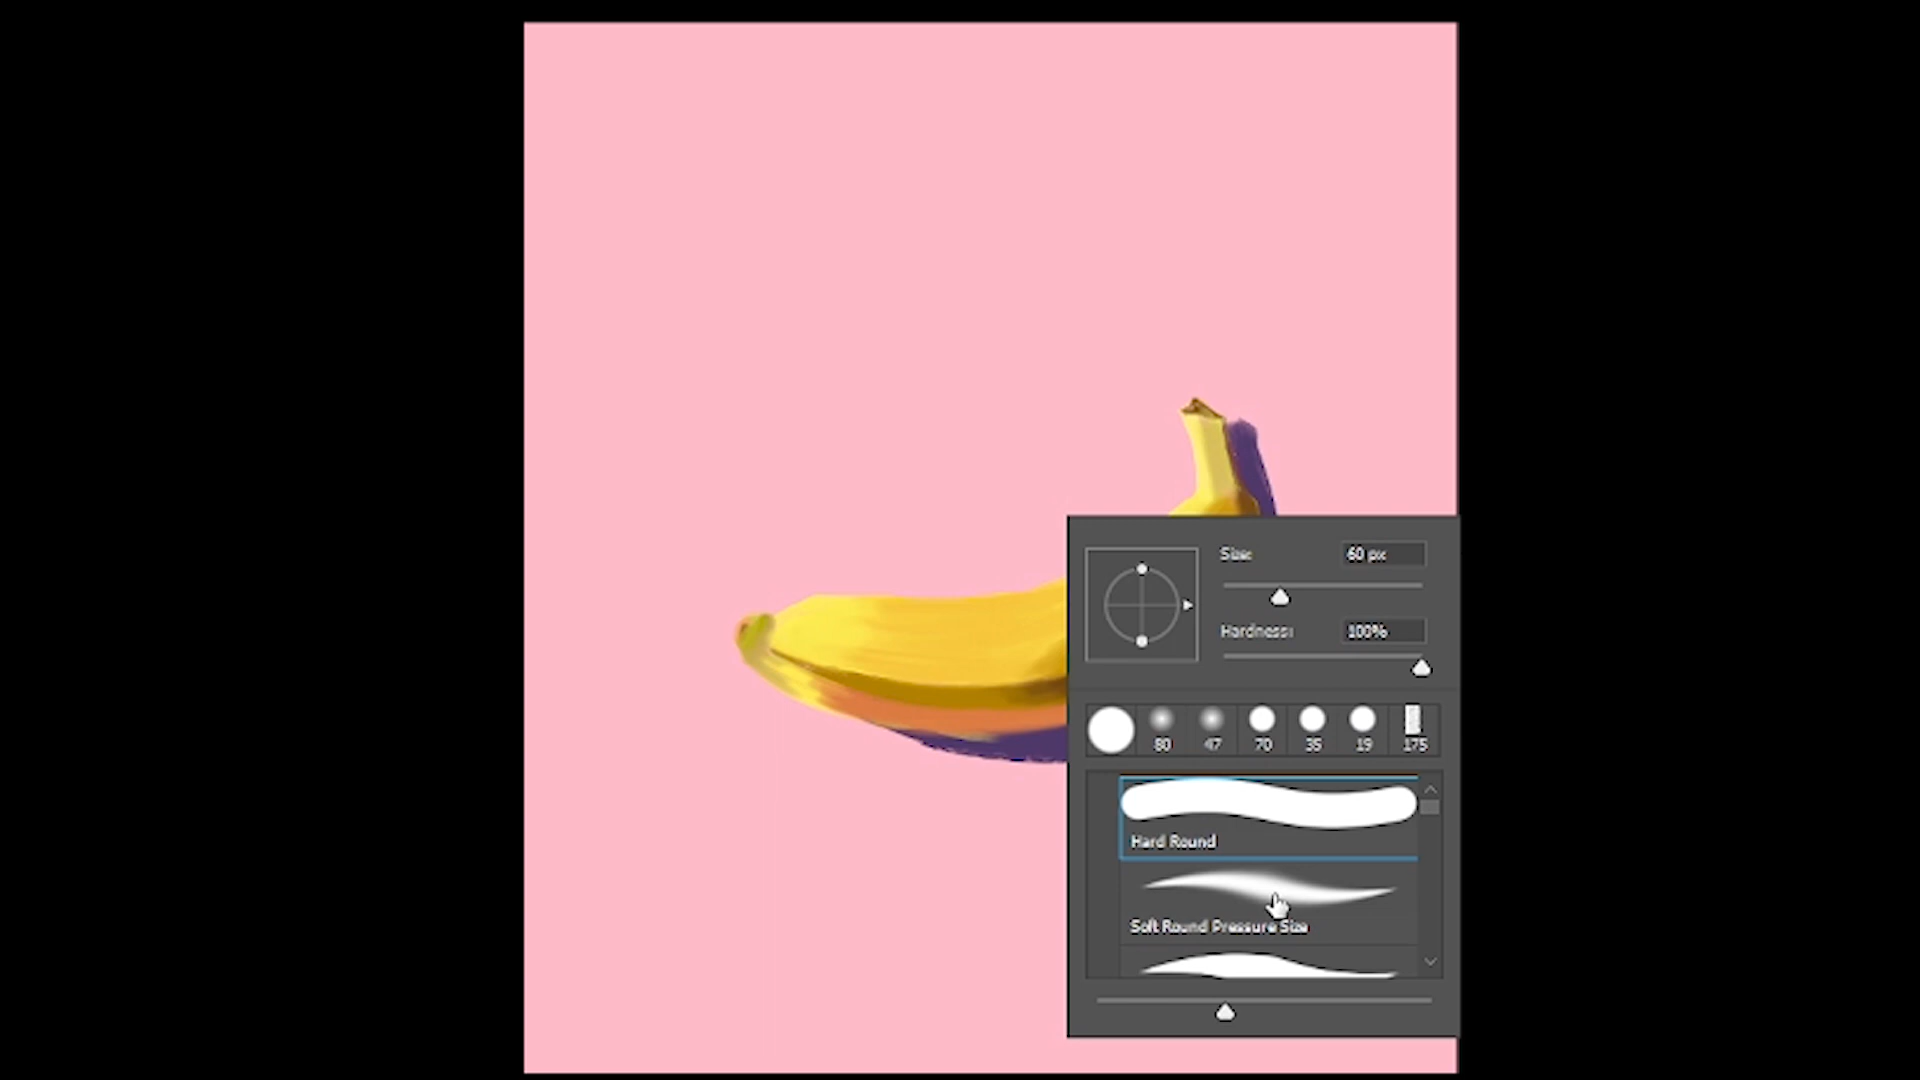 Size: 60 px
Hardness: 100%
80 47 70 35 19 175
Hard Round
Soft Round Pressure Size